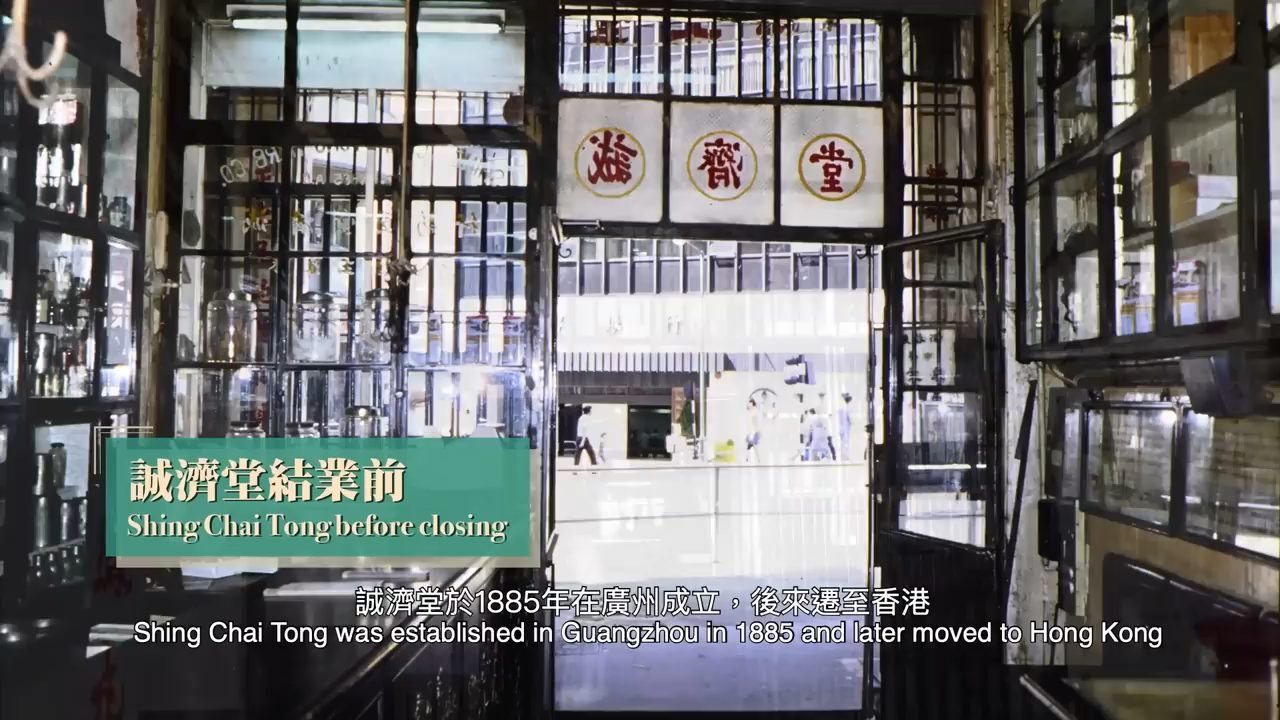 誠 濟 堂
誠濟堂結業前
Shing Chai Tong before closing
誠濟堂於1885年在廣州成立，後來遷至香港
Shing Chai Tong was established in Guangzhou in 1885 and later moved to Hong Kong